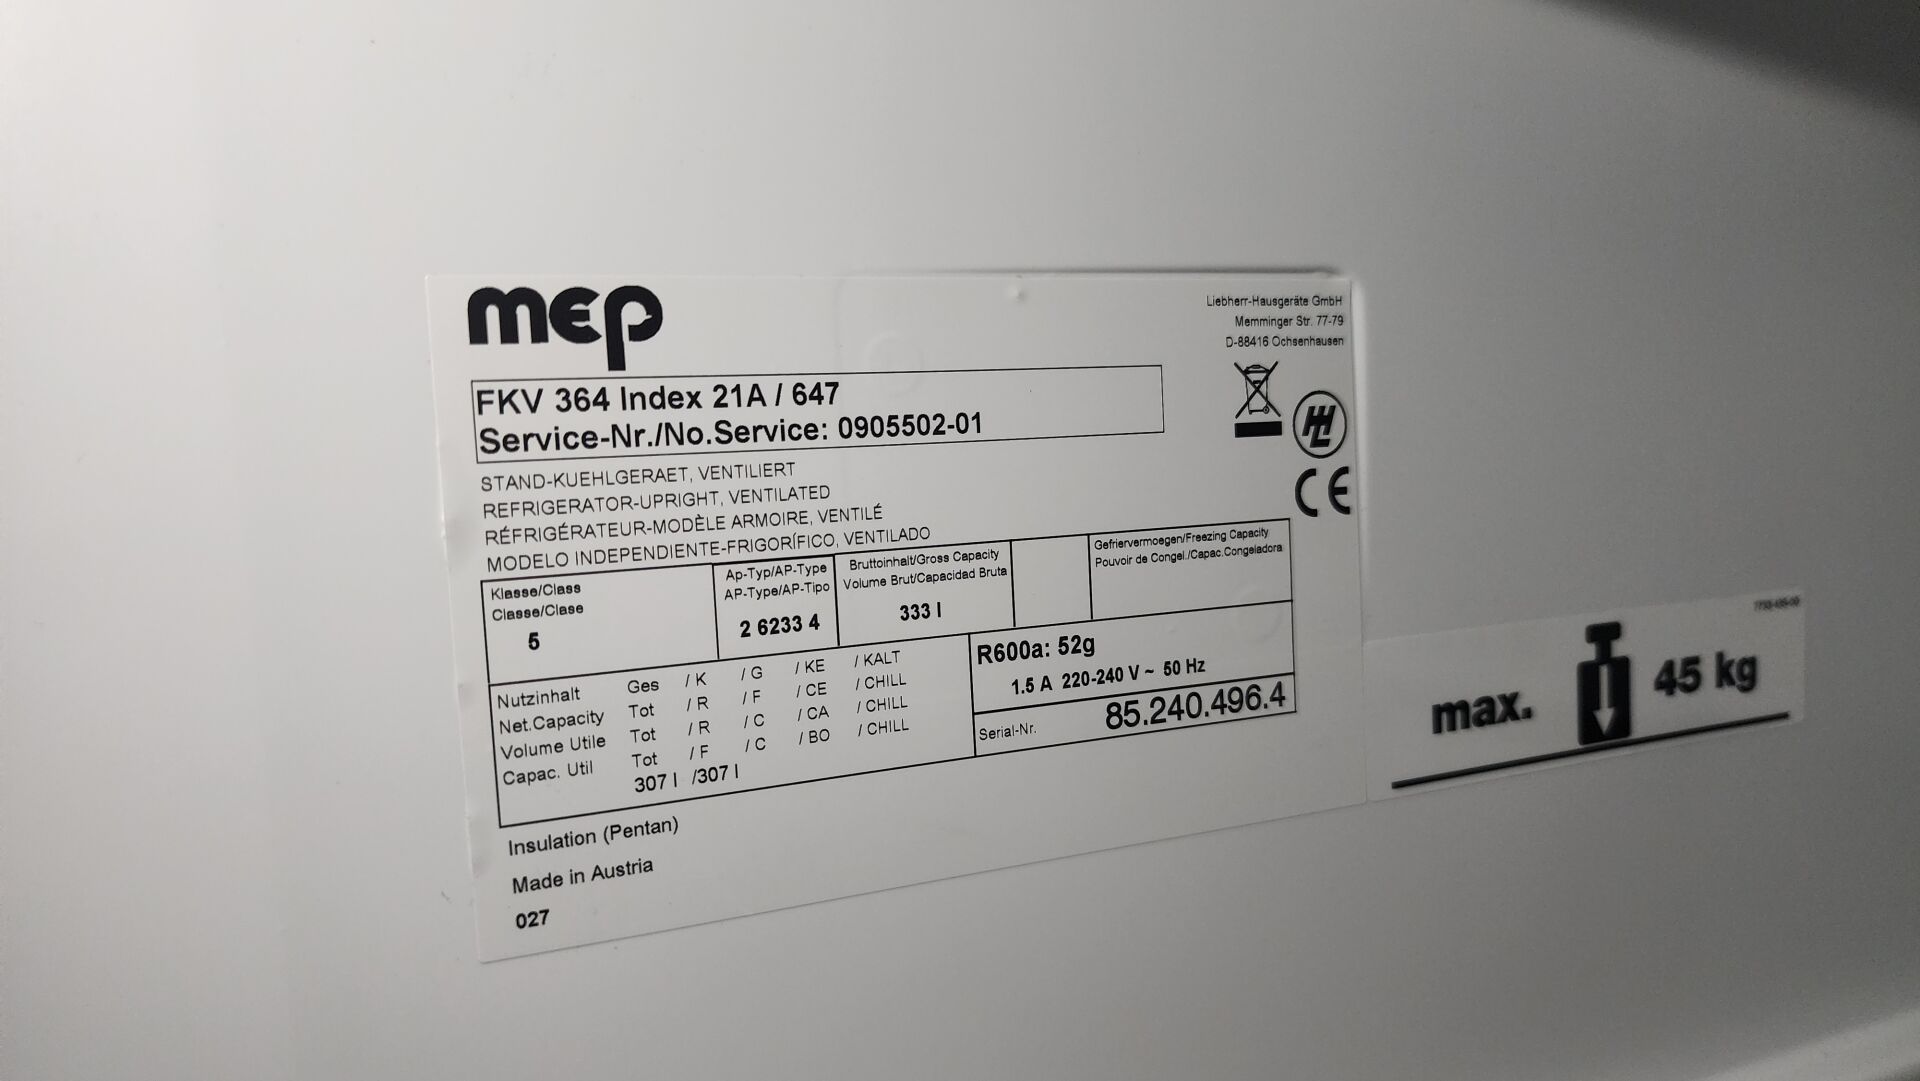 mep
Liebherr-Hausgeräte GmbH
Memminger Str. 77-79
D-88416 Ochsenhausen
FKV 364 Index 21A / 647
Service-Nr./No.Service: 0905502-01
STAND-KUEHLGERAET, VENTILIERT
REFRIGERATOR-UPRIGHT, VENTILATED
RÉFRIGÉRATEUR-MODÈLE ARMOIRE, VENTILÉ
MODELO INDEPENDIENTE-FRIGORÍFICO, VENTILADO
CE
Klasse/Class
Classe/Clase
5
Ap-Typ/AP-Type
AP-Type/AP-Tipo
2 6233 4
Bruttoinhalt/Gross Capacity
Volume Brut/Capacidad Bruta
333 l
Gefriervermoegen/Freezing Capacity
Pouvoir de Congel./Capac.Congeladora
Nutzinhalt Ges / K / G / KE / KALT
Net.Capacity Tot / R / F / CE / CHILL
Volume Utile Tot / R / C / CA / CHILL
Capac. Util Tot / F / C / BO / CHILL
307 l /307 l
R600a: 52g
1.5 A 220-240 V ~ 50 Hz
Serial-Nr. 85.240.496.4
Insulation (Pentan)
Made in Austria
027
max. 45 kg